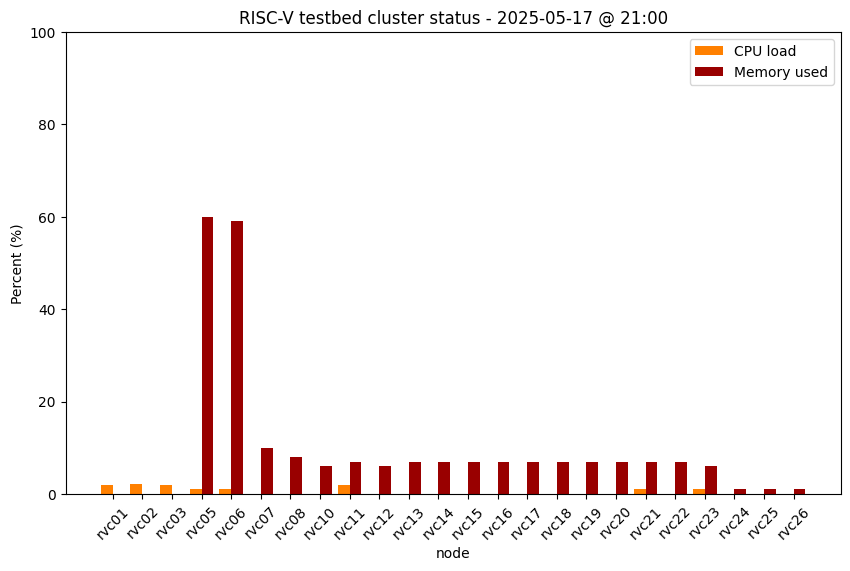 RISC-V testbed cluster status - 2025-05-17 @ 21:00
CPU load
Memory used
Percent (%)
100
80
60
40
20
0
rvc01 rvc02 rvc03 rvc05 rvc06 rvc07 rvc08 rvc10 rvc11 rvc12 rvc13 rvc14 rvc15 rvc16 rvc17 rvc18 rvc19 rvc20 rvc21 rvc22 rvc23 rvc24 rvc25 rvc26
node